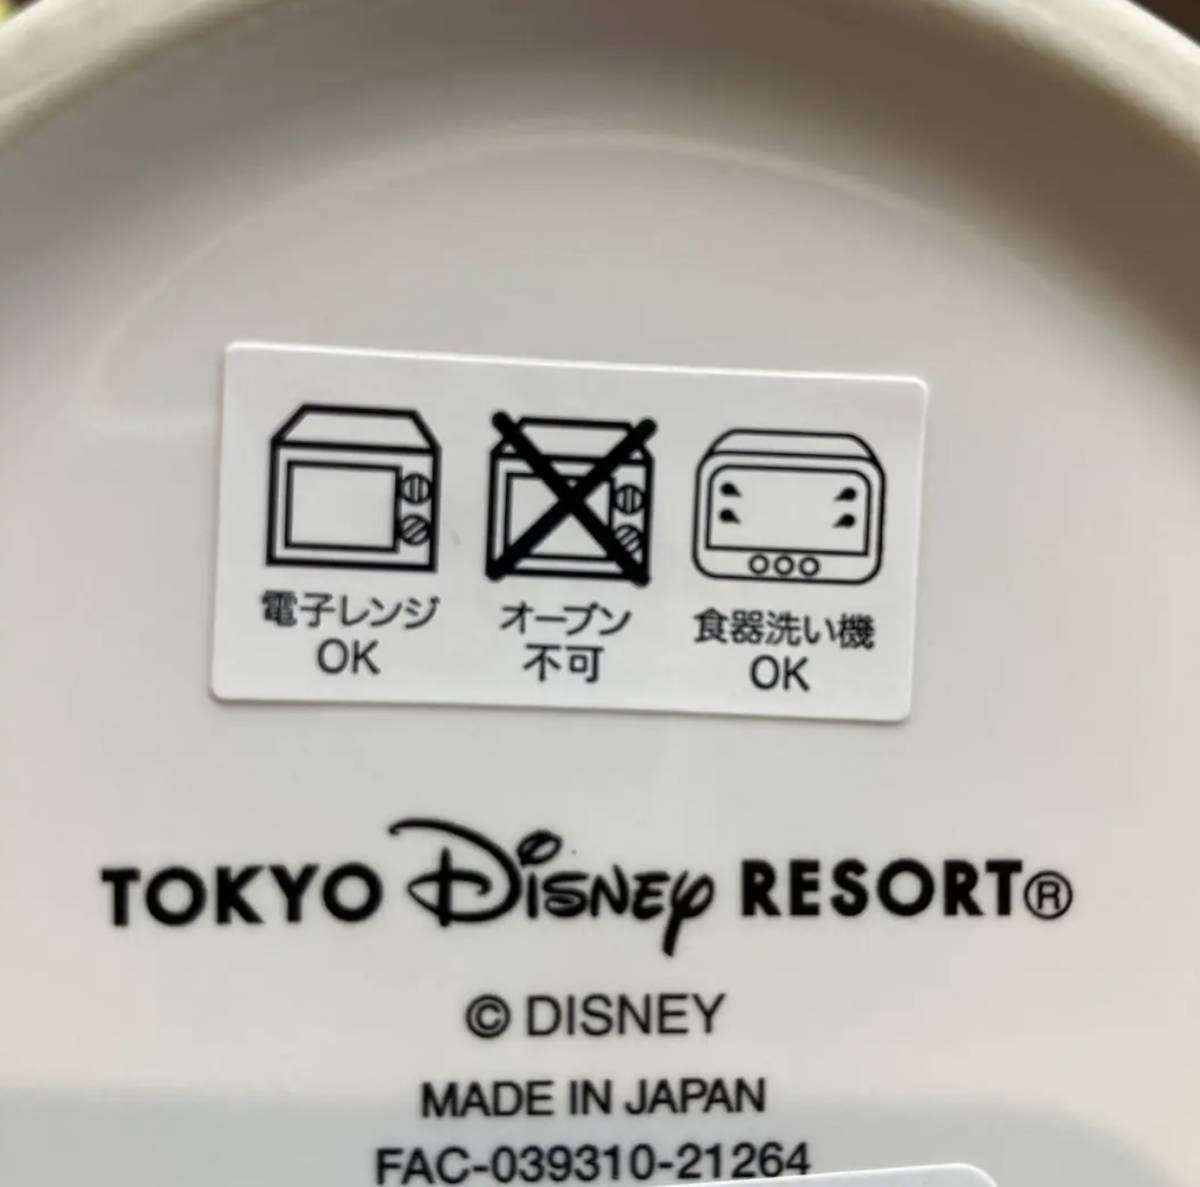 電子レンジ
OK
オーブン
不可
食器洗い機
OK
TOKYO DISNEY RESORT®
© DISNEY
MADE IN JAPAN
FAC-039310-21264